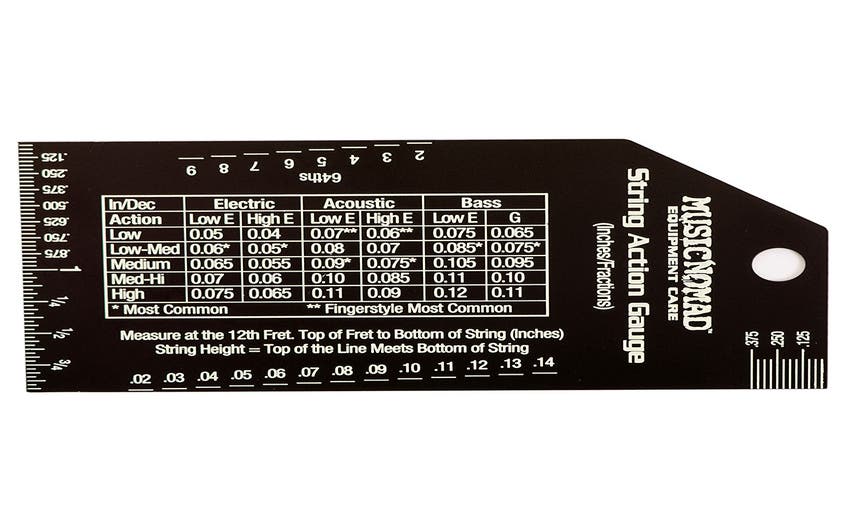 .125
.250
.375
.500
.625
.750
.875
1
1/4
1/2
3/4
9 8 7 6 5 4 3 2
64ths
In/Dec Electric Acoustic Bass
Action Low E High E Low E High E Low E G
Low 0.05 0.04 0.07** 0.06** 0.075 0.065
Low-Med 0.06* 0.05* 0.08 0.07 0.085* 0.075*
Medium 0.065 0.055 0.09* 0.075* 0.105 0.095
Med-Hi 0.07 0.06 0.10 0.085 0.11 0.10
High 0.075 0.065 0.11 0.09 0.12 0.11
* Most Common ** Fingerstyle Most Common
Measure at the 12th Fret. Top of Fret to Bottom of String (Inches)
String Height = Top of the Line Meets Bottom of String
.02 .03 .04 .05 .06 .07 .08 .09 .10 .11 .12 .13 .14
String Action Gauge
(Inches/Fractions)
MUSICNOMAD™
EQUIPMENT CARE
.375 .250 .125